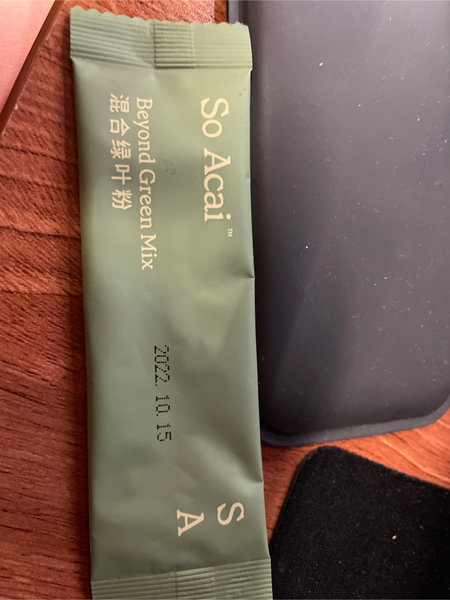 So Acai™
Beyond Green Mix
混合绿叶粉
2022. 10. 15
S
A